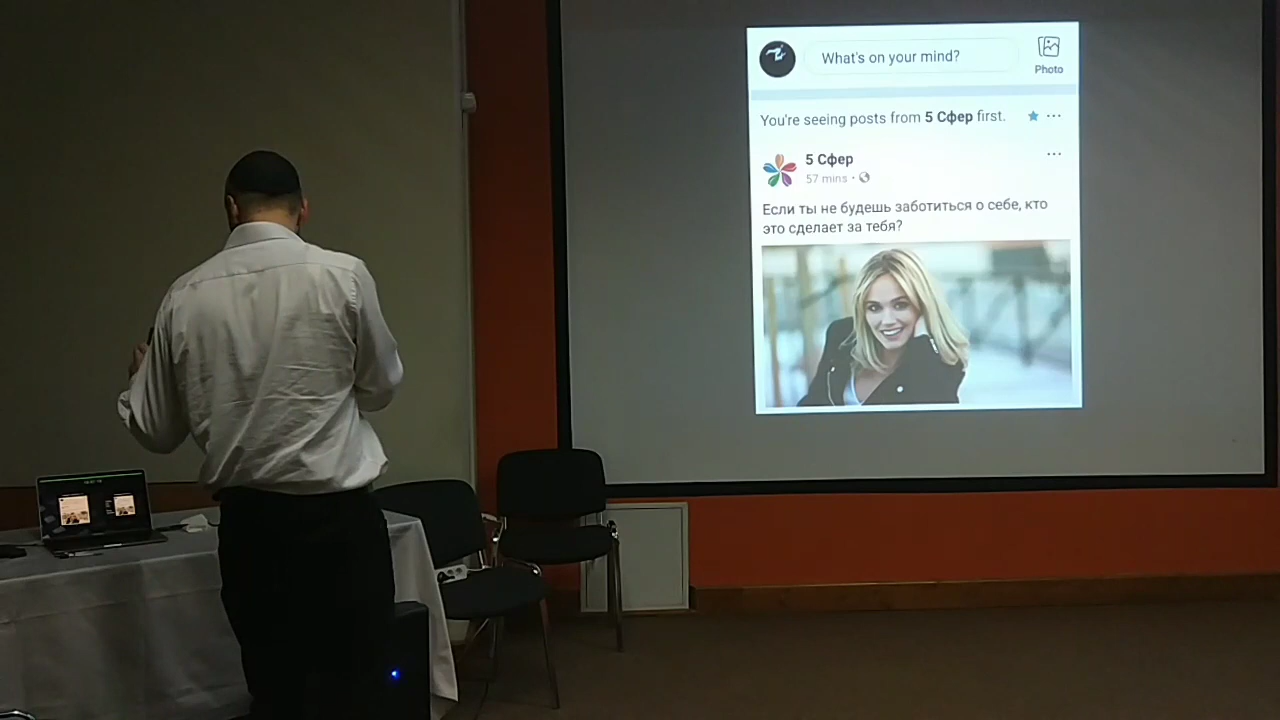 What's on your mind?
Photo
You're seeing posts from 5 Сфер first.
5 Сфер
57 mins
Если ты не будешь заботиться о себе, кто
это сделает за тебя?